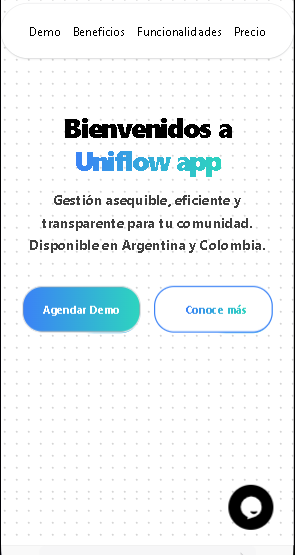 Demo Beneficios Funcionalidades Precio
Bienvenidos a
Uniflow app
Gestión asequible, eficiente y
transparente para tu comunidad.
Disponible en Argentina y Colombia.
Agendar Demo Conoce más